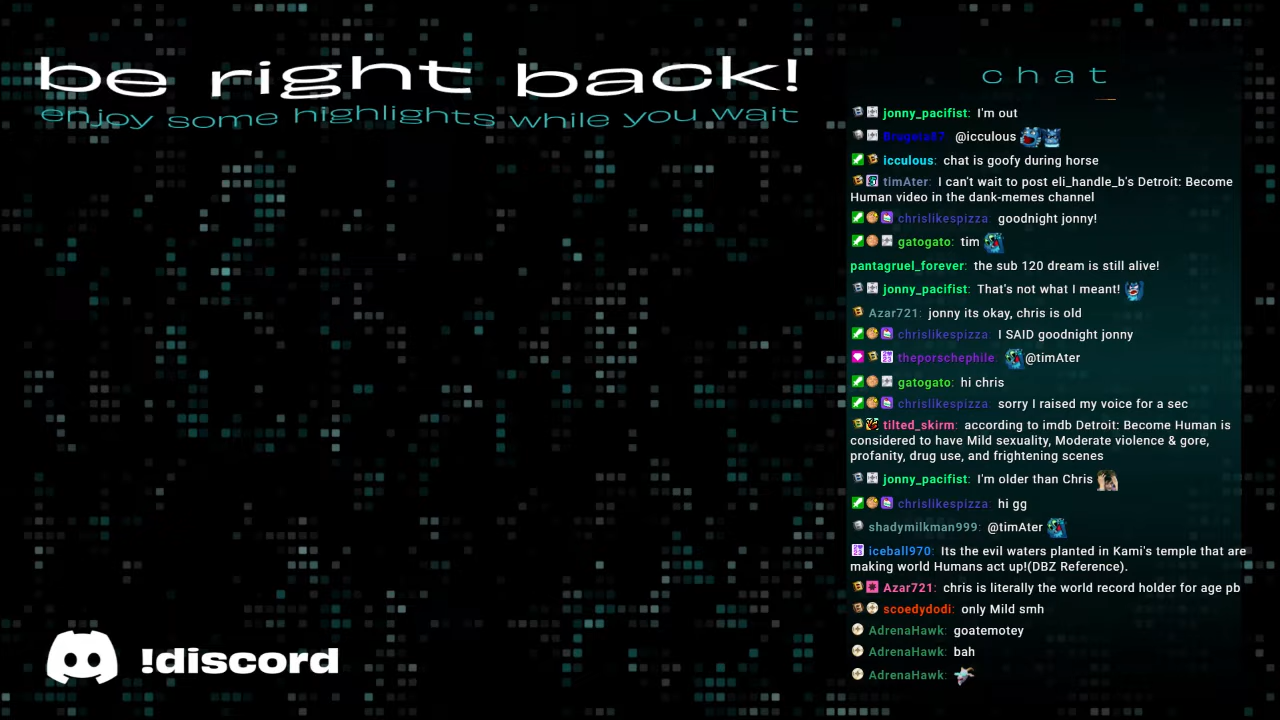 be right back!
enjoy some highlights while you wait
chat
jonny_pacifist: I'm out
Brugata87 @icculous
icculous: chat is goofy during horse
timAter: I can't wait to post eli_handle_b's Detroit: Become
Human video in the dank-memes channel
chrislikespizza: goodnight jonny!
gatogato: tim
pantagruel_forever: the sub 120 dream is still alive!
jonny_pacifist: That's not what I meant!
Azar721: jonny its okay, chris is old
chrislikespizza: I SAID goodnight jonny
theporschephile: @timAter
gatogato: hi chris
chrislikespizza: sorry I raised my voice for a sec
tilted_skirm: according to imdb Detroit: Become Human is
considered to have Mild sexuality, Moderate violence & gore,
profanity, drug use, and frightening scenes
jonny_pacifist: I'm older than Chris
chrislikespizza: hi gg
shadymilkman999: @timAter
iceball970: Its the evil waters planted in Kami's temple that are
making world Humans act up!(DBZ Reference).
Azar721: chris is literally the world record holder for age pb
scoedydodi: only Mild smh
AdrenaHawk: goatemotey
AdrenaHawk: bah
AdrenaHawk:
!discord